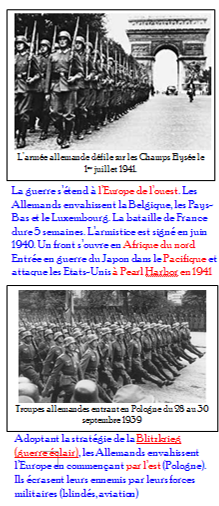 L'armée allemande défile sur les Champs Elysée le
1er juillet 1941.
La guerre s'étend à l'Europe de l'ouest. Les
Allemands envahissent la Belgique, les Pays-
Bas et le Luxembourg. La bataille de France
dure 5 semaines. L'armistice est signé en juin
1940. Un front s'ouvre en Afrique du nord
Entrée en guerre du Japon dans le Pacifique et
attaque les Etats-Unis à Pearl Harbor en 1941
Troupes allemandes entrant en Pologne du 28 au 30
septembre 1939
Adoptant la stratégie de la Blitzkrieg
(guerre éclair), les Allemands envahissent
l'Europe en commençant par l'est (Pologne).
Ils écrasent leurs ennemis par leurs forces
militaires (blindés, aviation)